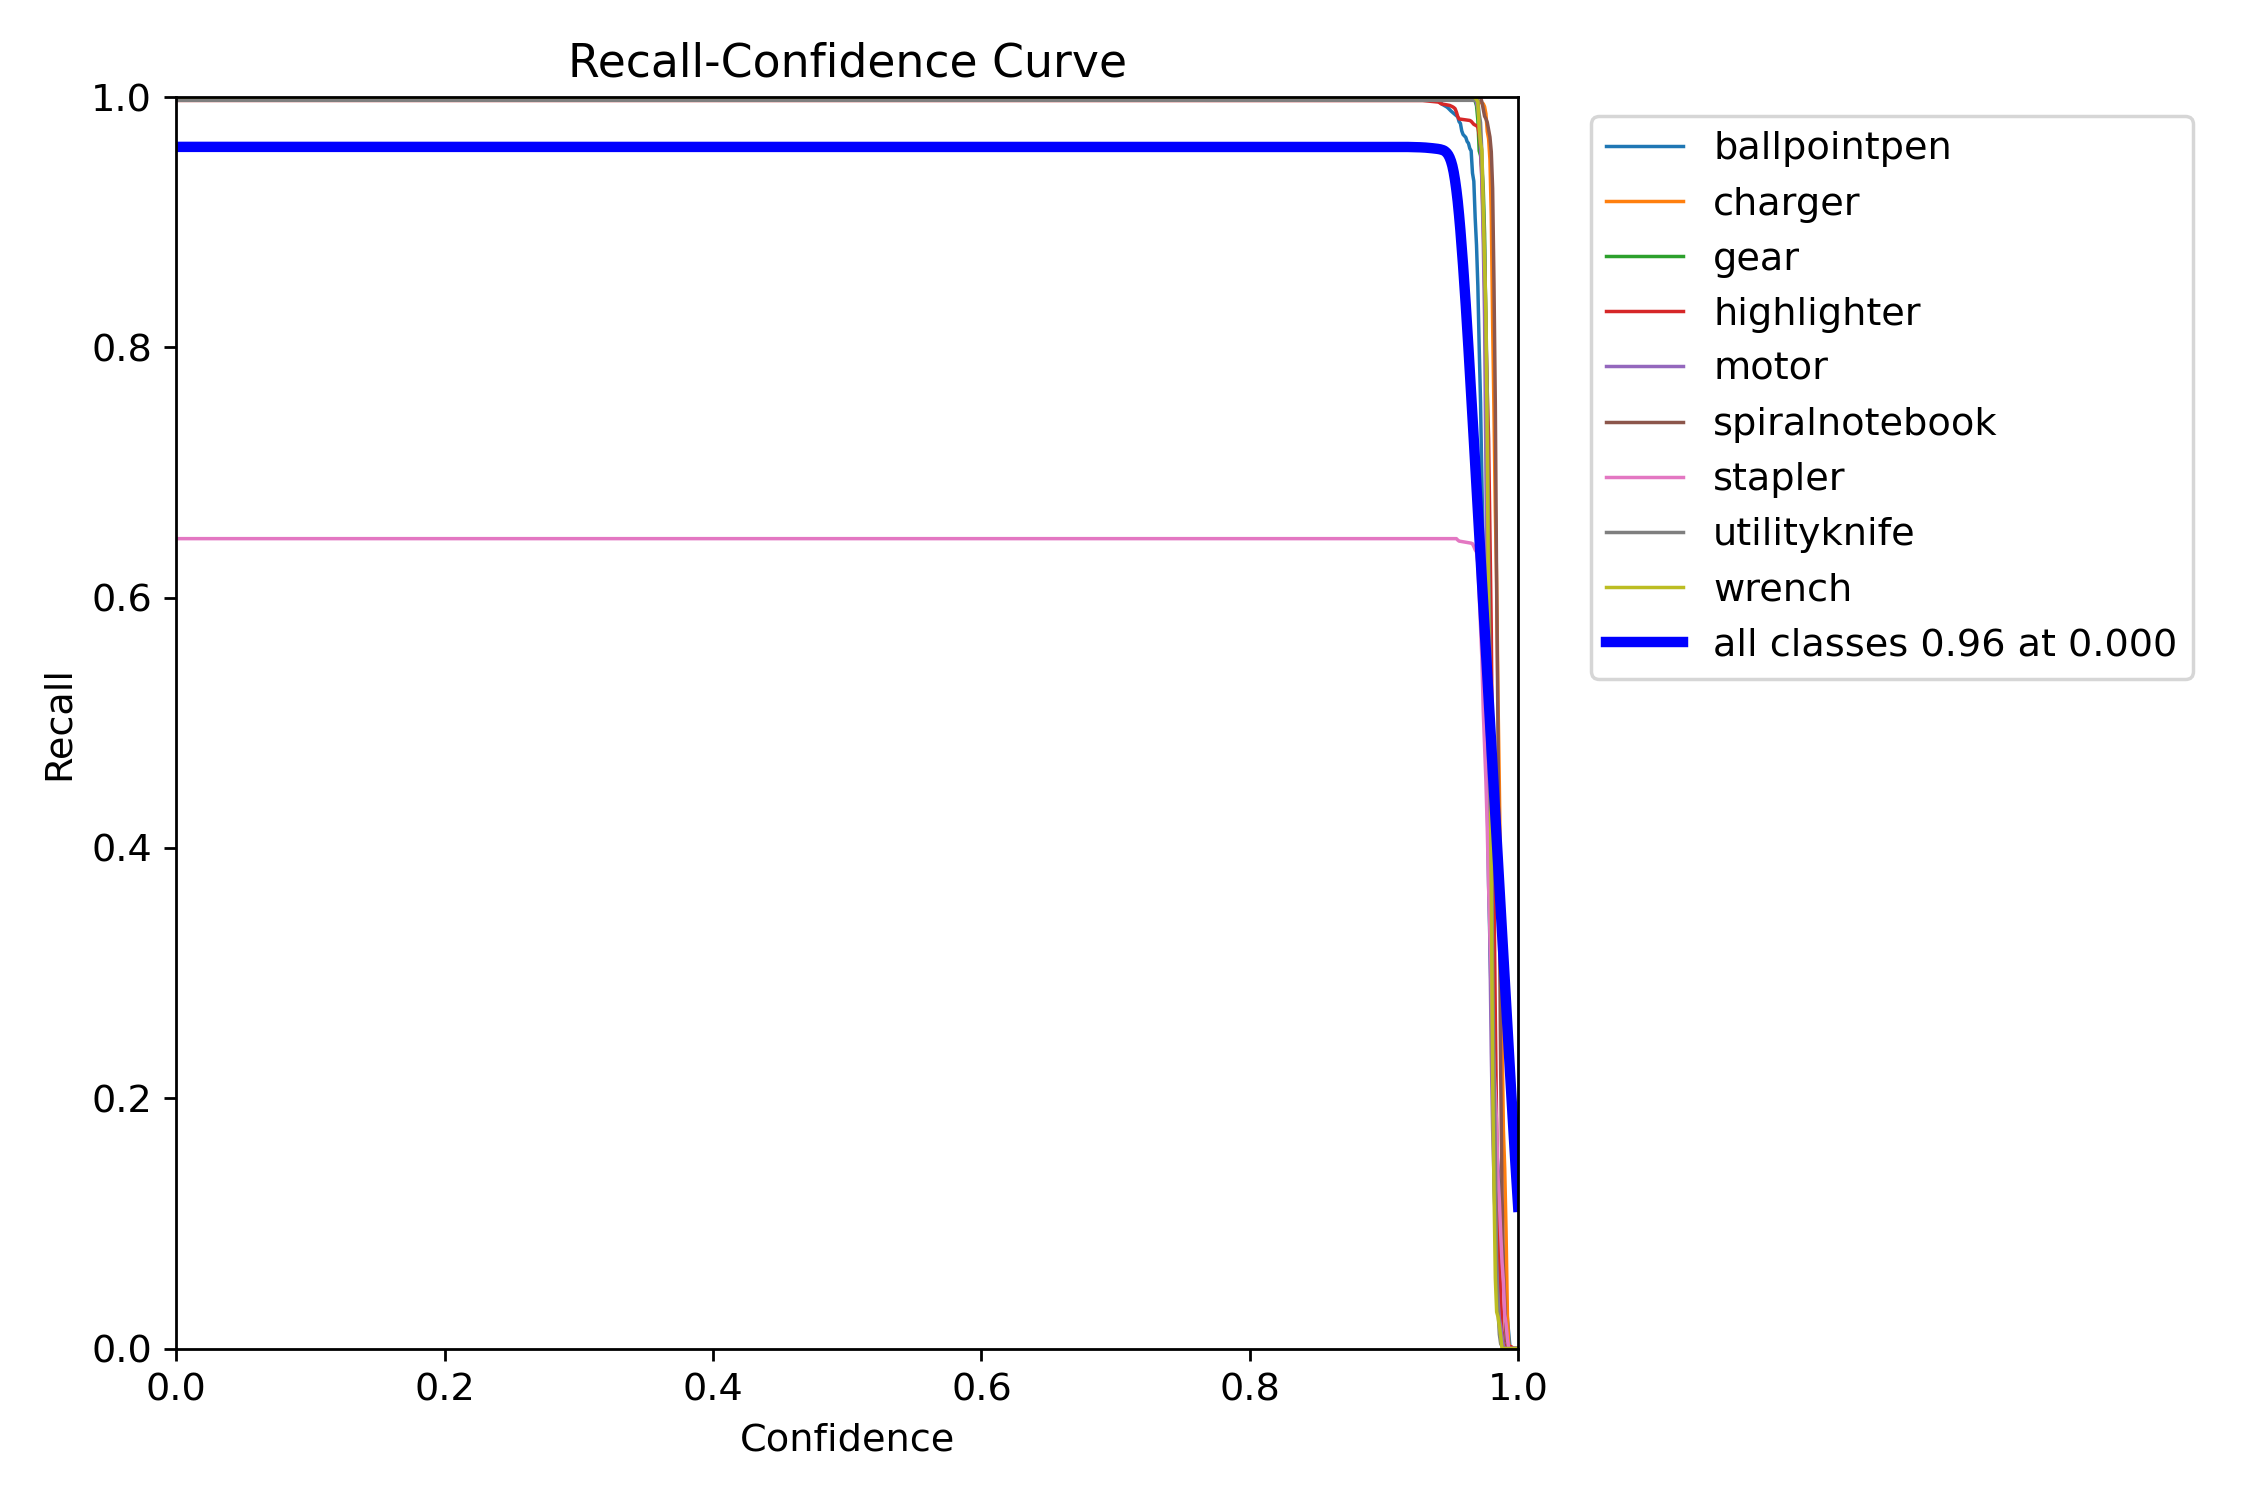 Recall-Confidence Curve
1.0
0.8
0.6
0.4
0.2
0.0
Recall
0.0 0.2 0.4 0.6 0.8 1.0
Confidence
ballpointpen
charger
gear
highlighter
motor
spiralnotebook
stapler
utilityknife
wrench
all classes 0.96 at 0.000